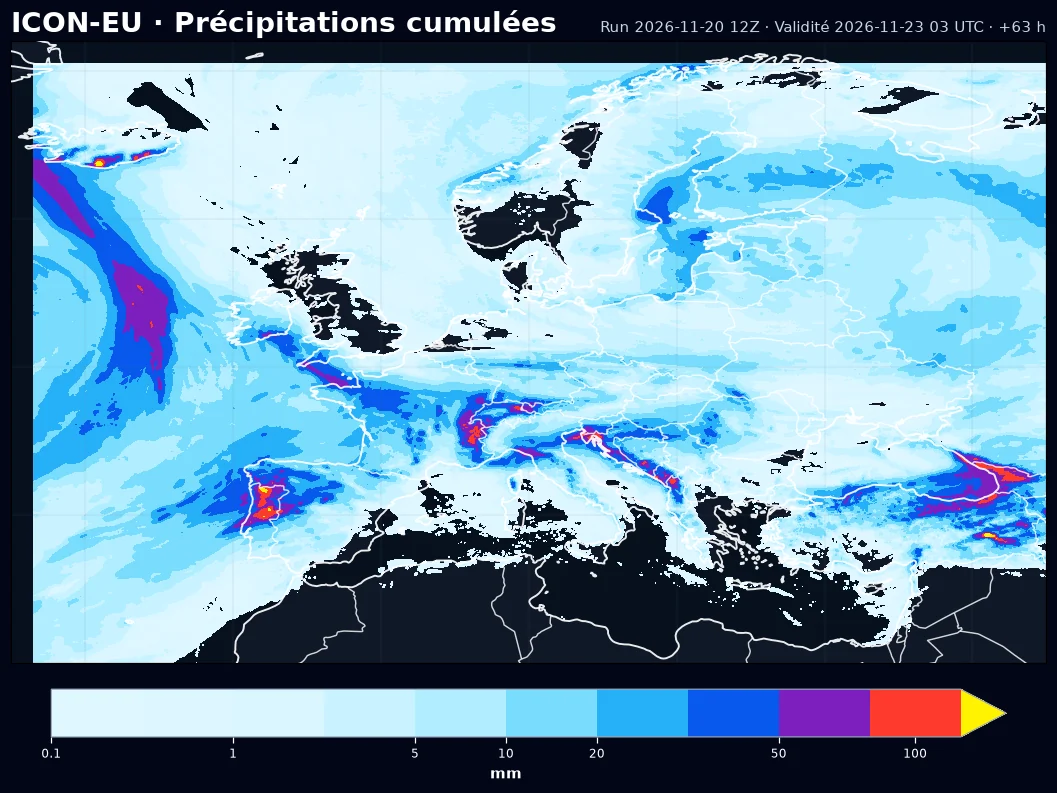 ICON-EU · Précipitations cumulées
Run 2026-11-20 12Z · Validité 2026-11-23 03 UTC · +63 h
0.1 1 5 10 20 50 100
mm